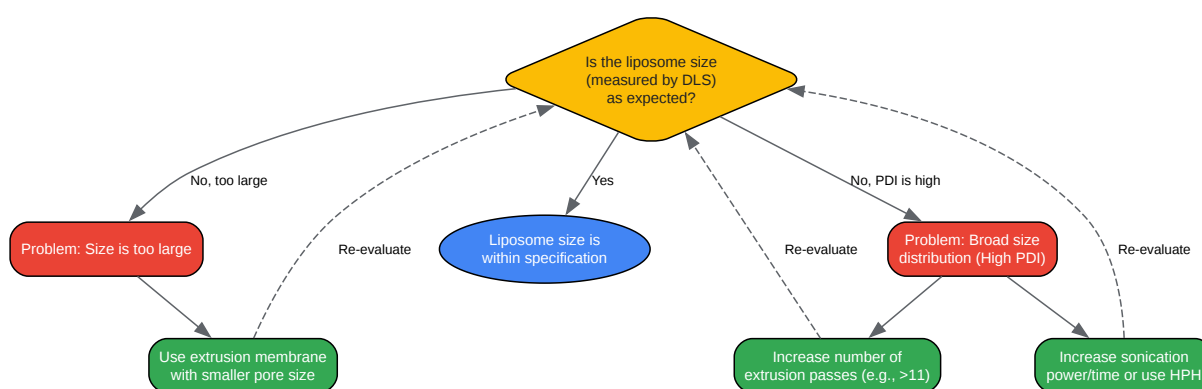 Is the liposome size
(measured by DLS)
as expected?
No, too large
Yes
No, PDI is high
Problem: Size is too large
Re-evaluate
Liposome size is
within specification
Re-evaluate
Problem: Broad size
distribution (High PDI)
Re-evaluate
Use extrusion membrane
with smaller pore size
Increase number of
extrusion passes (e.g., >11)
Increase sonication
power/time or use HPH